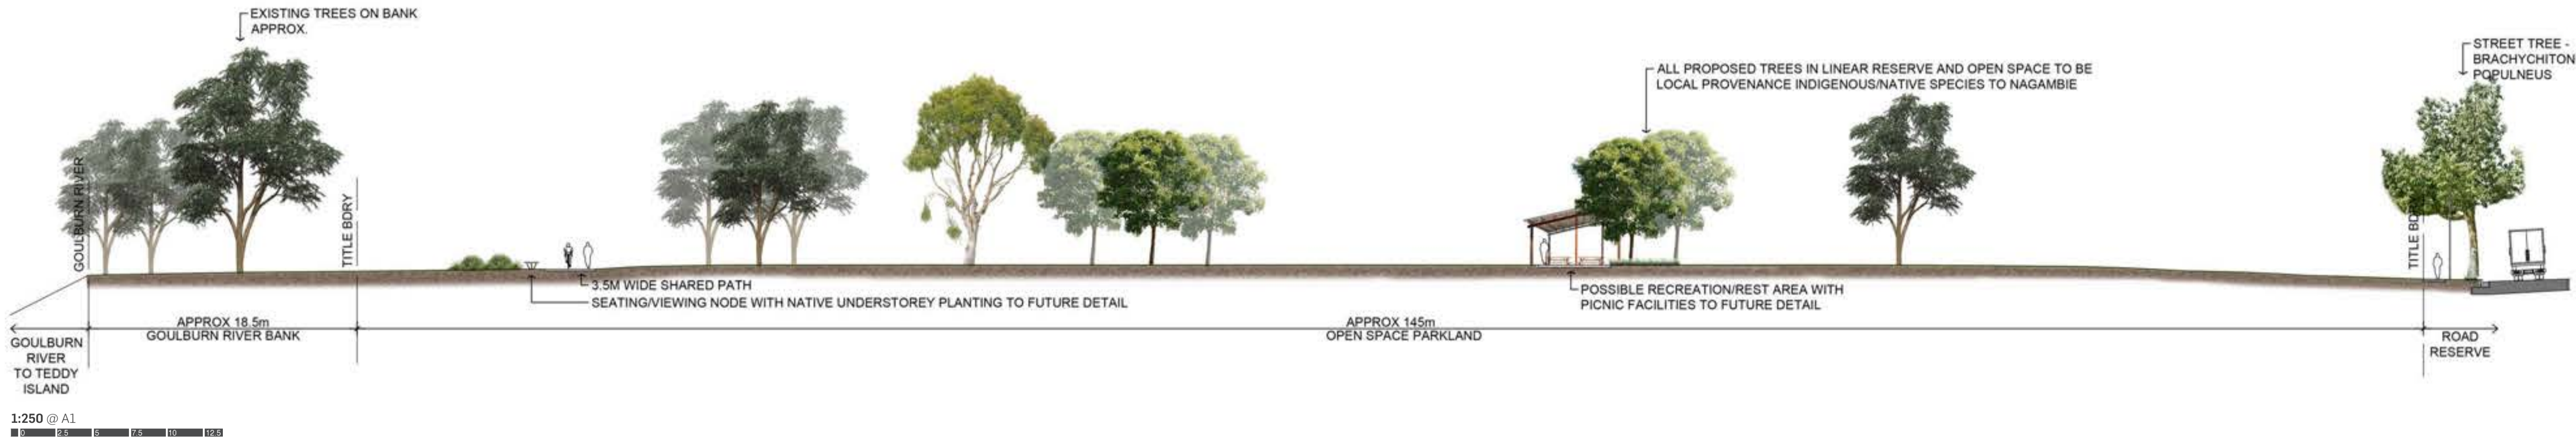 EXISTING TREES ON BANK
APPROX.
STREET TREE -
BRACHYCHITON
POPULNEUS
ALL PROPOSED TREES IN LINEAR RESERVE AND OPEN SPACE TO BE
LOCAL PROVENANCE INDIGENOUS/NATIVE SPECIES TO NAGAMBIE
GOULBURN RIVER
TITLE BDRY
TITLE
3.5M WIDE SHARED PATH
SEATING/VIEWING NODE WITH NATIVE UNDERSTOREY PLANTING TO FUTURE DETAIL
POSSIBLE RECREATION/REST AREA WITH
PICNIC FACILITIES TO FUTURE DETAIL
APPROX 18.5m
GOULBURN RIVER BANK
APPROX 145m
OPEN SPACE PARKLAND
GOULBURN
RIVER
TO TEDDY
ISLAND
ROAD
RESERVE
1:250 @ A1
0 2.5 5 7.5 10 12.5